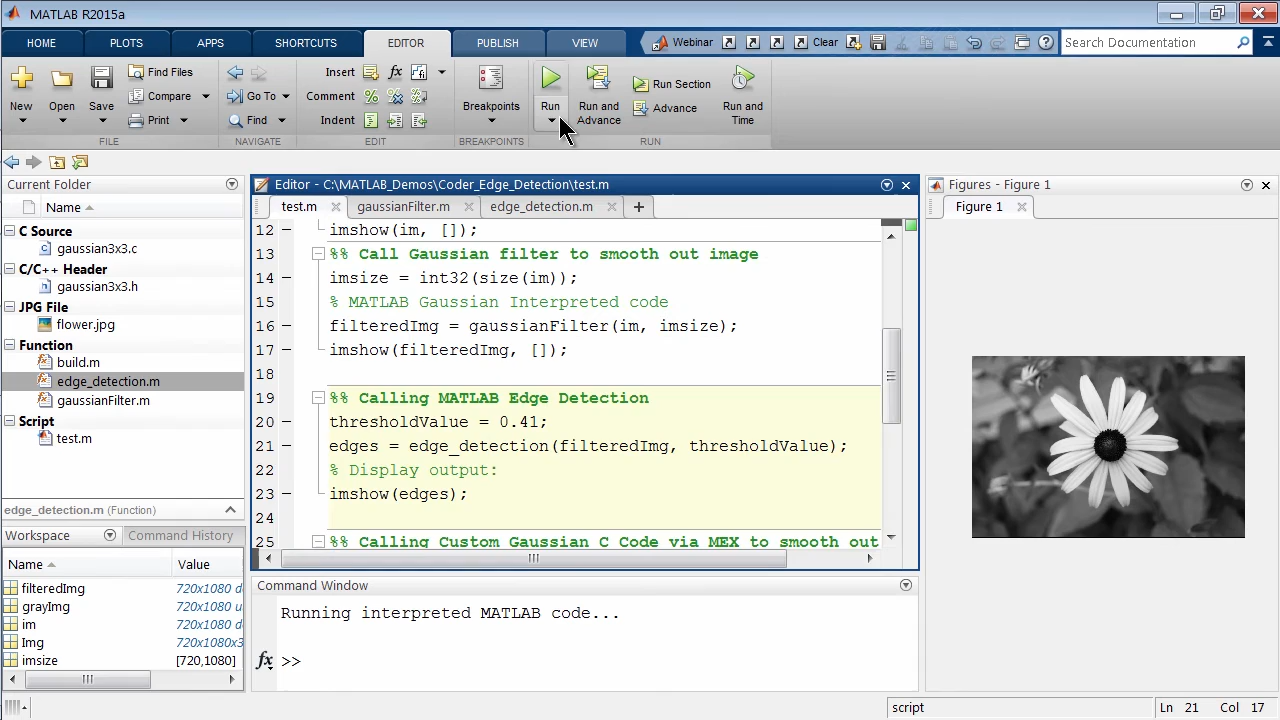 MATLAB R2015a
HOME PLOTS APPS SHORTCUTS EDITOR PUBLISH VIEW Webinar Clear Search Documentation
New Open Save Find Files Compare Print
Go To Find
Insert fx Comment Indent
Breakpoints
Run Run and Advance Run Section Advance Run and Time
FILE NAVIGATE EDIT BREAKPOINTS RUN
Current Folder
Name
C Source
gaussian3x3.c
C/C++ Header
gaussian3x3.h
JPG File
flower.jpg
Function
build.m
edge_detection.m
gaussianFilter.m
Script
test.m
edge_detection.m (Function)
Workspace Command History
Name Value
filteredImg 720x1080 d
grayImg 720x1080 u
im 720x1080 d
Img 720x1080x3
imsize [720,1080]
Editor - C:\MATLAB_Demos\Coder_Edge_Detection\test.m
test.m gaussianFilter.m edge_detection.m +
12 – imshow(im, []);
13 %% Call Gaussian filter to smooth out image
14 – imsize = int32(size(im));
15 % MATLAB Gaussian Interpreted code
16 – filteredImg = gaussianFilter(im, imsize);
17 – imshow(filteredImg, []);
18
19 %% Calling MATLAB Edge Detection
20 – thresholdValue = 0.41;
21 – edges = edge_detection(filteredImg, thresholdValue);
22 % Display output:
23 – imshow(edges);
24
25 %% Calling Custom Gaussian C Code via MEX to smooth out
Command Window
Running interpreted MATLAB code...
fx >>
Figures - Figure 1
Figure 1
script Ln 21 Col 17